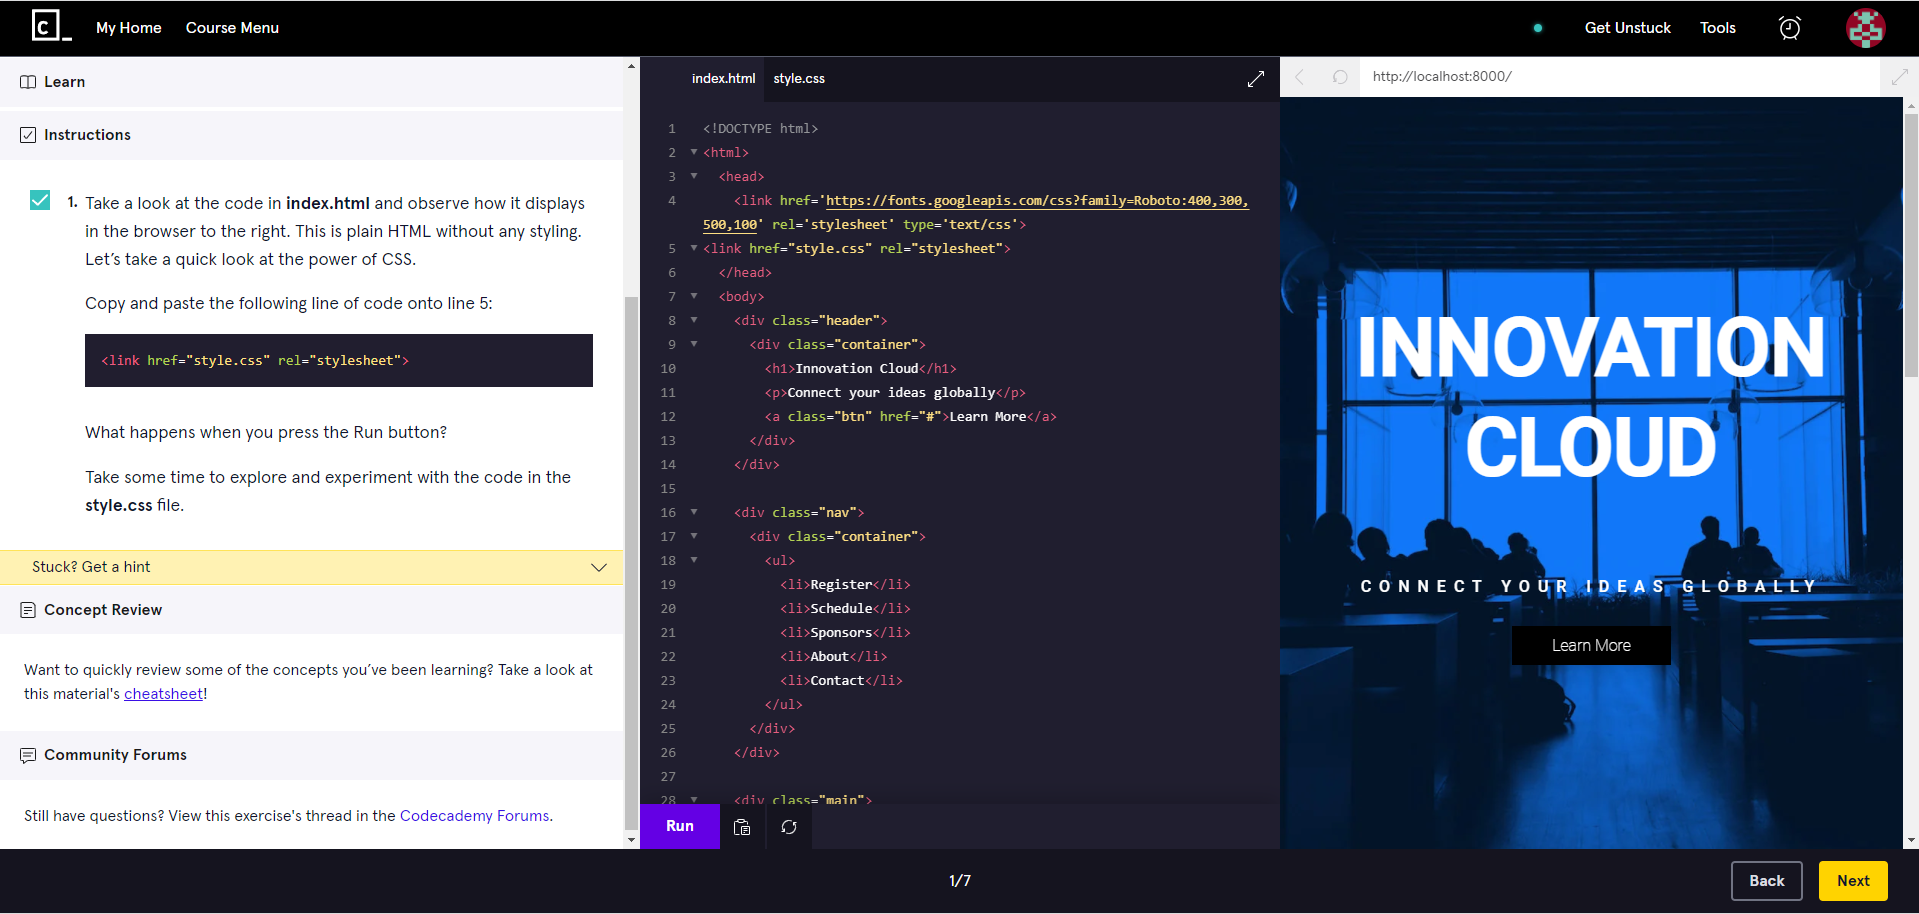 C_
My Home
Course Menu
Get Unstuck
Tools
Learn
Instructions
1. Take a look at the code in index.html and observe how it displays
in the browser to the right. This is plain HTML without any styling.
Let’s take a quick look at the power of CSS.
Copy and paste the following line of code onto line 5:
<link href="style.css" rel="stylesheet">
What happens when you press the Run button?
Take some time to explore and experiment with the code in the
style.css file.
Stuck? Get a hint
Concept Review
Want to quickly review some of the concepts you’ve been learning? Take a look at
this material's cheatsheet!
Community Forums
Still have questions? View this exercise's thread in the Codecademy Forums.
index.html
style.css
1 <!DOCTYPE html>
2 <html>
3 <head>
4 <link href='https://fonts.googleapis.com/css?family=Roboto:400,300,
500,100' rel='stylesheet' type='text/css'>
5 <link href="style.css" rel="stylesheet">
6 </head>
7 <body>
8 <div class="header">
9 <div class="container">
10 <h1>Innovation Cloud</h1>
11 <p>Connect your ideas globally</p>
12 <a class="btn" href="#">Learn More</a>
13 </div>
14 </div>
15
16 <div class="nav">
17 <div class="container">
18 <ul>
19 <li>Register</li>
20 <li>Schedule</li>
21 <li>Sponsors</li>
22 <li>About</li>
23 <li>Contact</li>
24 </ul>
25 </div>
26 </div>
27
28 <div class="main">
Run
http://localhost:8000/
INNOVATION
CLOUD
CONNECT YOUR IDEAS GLOBALLY
Learn More
1/7
Back
Next